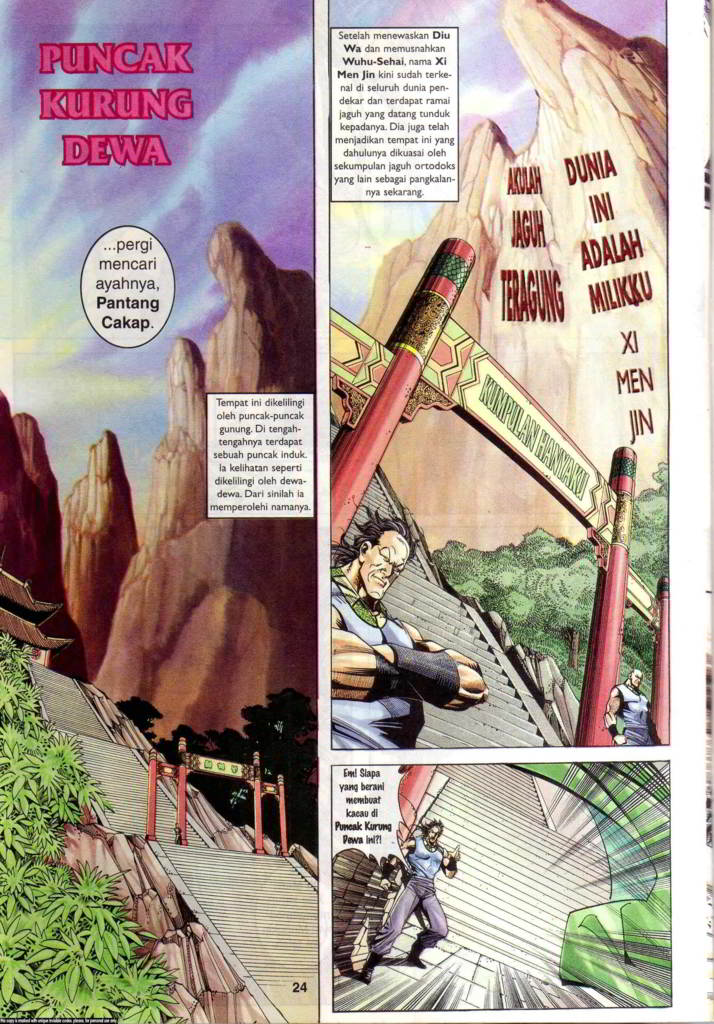 PUNCAK
KURUNG
DEWA
...pergi
mencari
ayahnya,
Pantang
Cakap.
Tempat ini dikelilingi
oleh puncak-puncak
gunung. Di tengah-
tengahnya terdapat
sebuah puncak induk.
Ia kelihatan seperti
dikelilingi oleh dewa-
dewa. Dari sinilah ia
memperolehi namanya.
24
Setelah menewaskan Diu
Wa dan memusnahkan
Wuhu-Sehai, nama Xi
Men Jin kini sudah terke-
nal di seluruh dunia pen-
dekar dan terdapat ramai
jaguh yang datang tunduk
kepadanya. Dia juga telah
menjadikan tempat ini yang
dahulunya dikuasai oleh
sekumpulan jaguh ortodoks
yang lain sebagai pangkalan-
nya sekarang.
AKULAH
JAGUH
TERAGUNG
DUNIA
INI
ADALAH
MILIKKU
XI
MEN
JIN
KUMPULAN HANWAKU
Em! Siapa
yang berani
membuat
kacau di
Puncak Kurung
Dewa ini?!